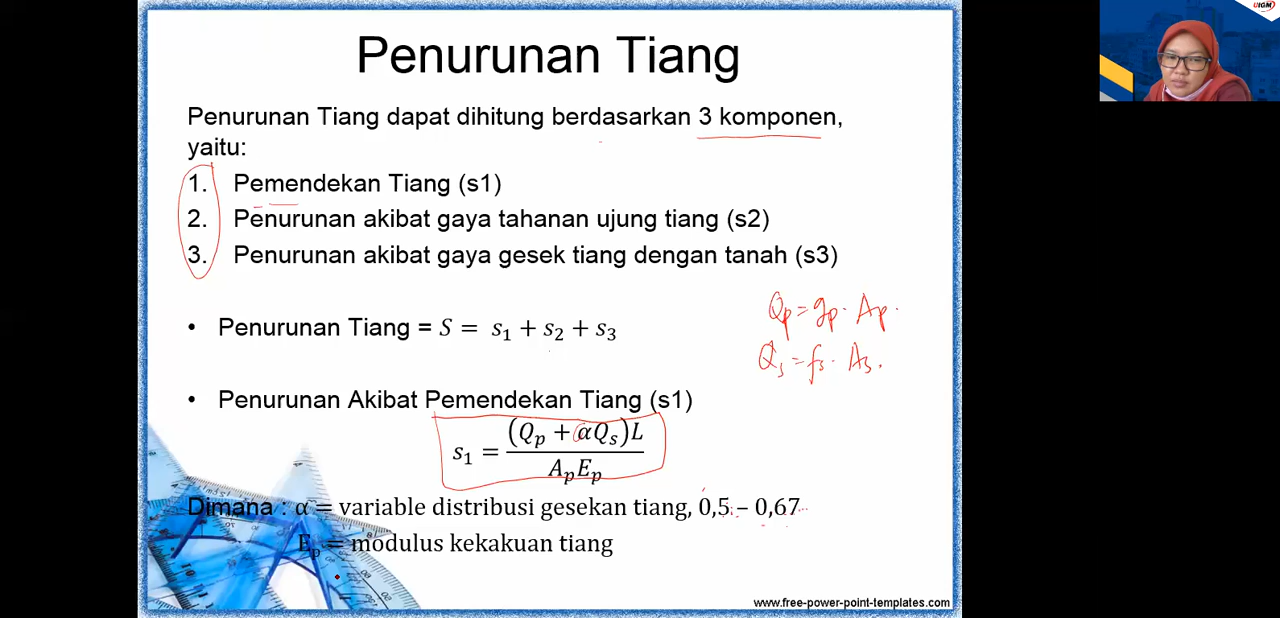 UIGM
Penurunan Tiang
Penurunan Tiang dapat dihitung berdasarkan 3 komponen,
yaitu:
1. Pemendekan Tiang (s1)
2. Penurunan akibat gaya tahanan ujung tiang (s2)
3. Penurunan akibat gaya gesek tiang dengan tanah (s3)
Qp = qp . Ap .
• Penurunan Tiang = S = s₁ + s₂ + s₃
Qs = fs . As .
• Penurunan Akibat Pemendekan Tiang (s1)
s₁ = (Qp + αQs)L / ApEp
Dimana : α = variable distribusi gesekan tiang, 0,5 – 0,67
Ep = modulus kekakuan tiang
www.free-power-point-templates.com